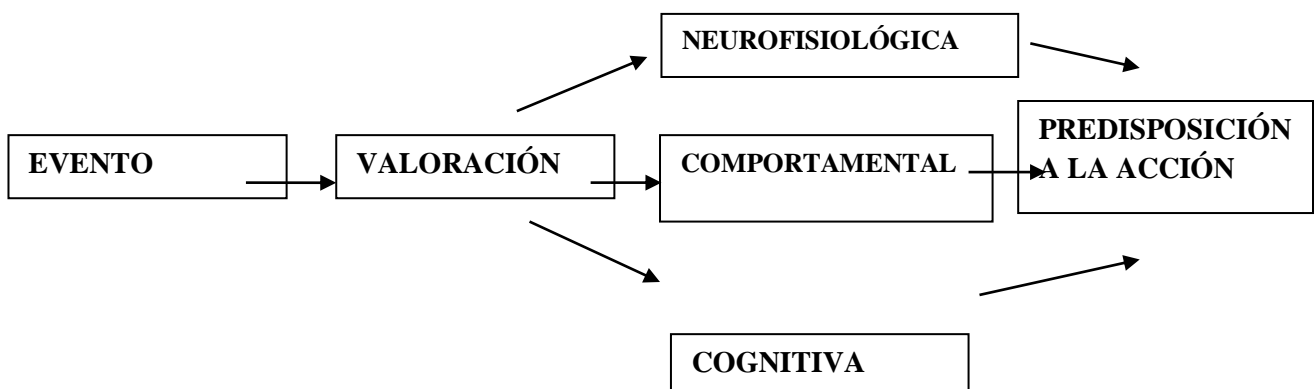 NEUROFISIOLÓGICA
EVENTO
VALORACIÓN
COMPORTAMENTAL
PREDISPOSICIÓN
A LA ACCIÓN
COGNITIVA